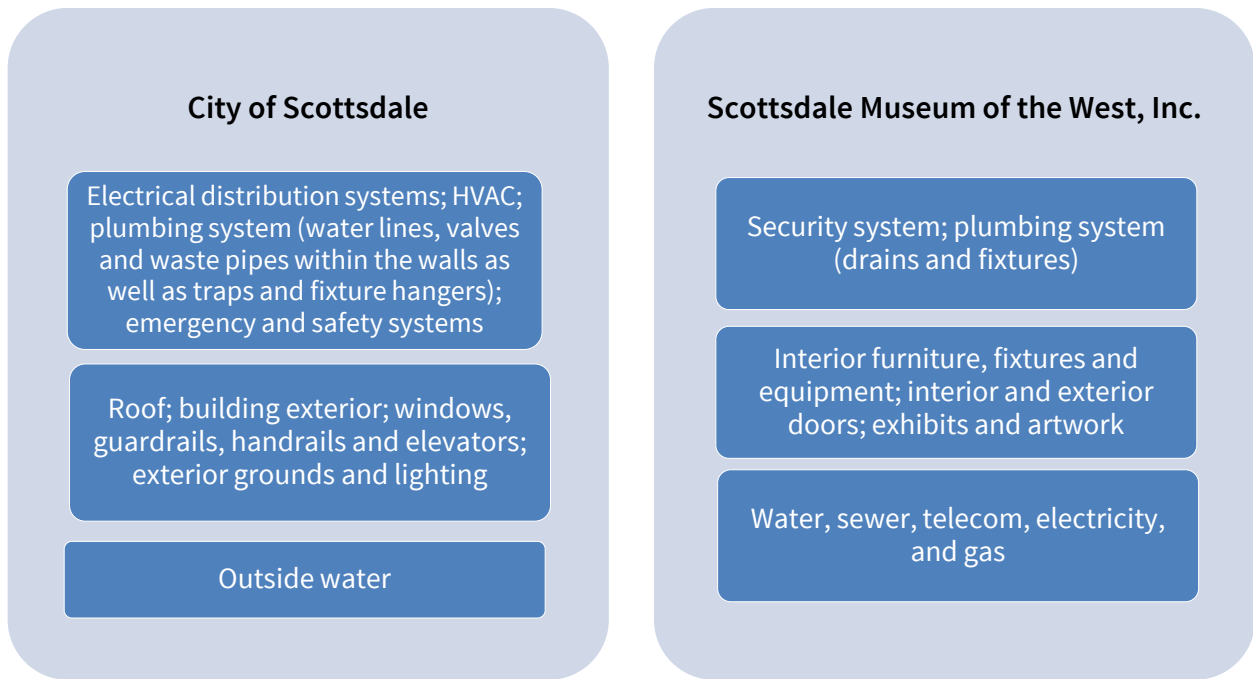 City of Scottsdale
Electrical distribution systems; HVAC;
plumbing system (water lines, valves
and waste pipes within the walls as
well as traps and fixture hangers);
emergency and safety systems
Roof; building exterior; windows,
guardrails, handrails and elevators;
exterior grounds and lighting
Outside water
Scottsdale Museum of the West, Inc.
Security system; plumbing system
(drains and fixtures)
Interior furniture, fixtures and
equipment; interior and exterior
doors; exhibits and artwork
Water, sewer, telecom, electricity,
and gas